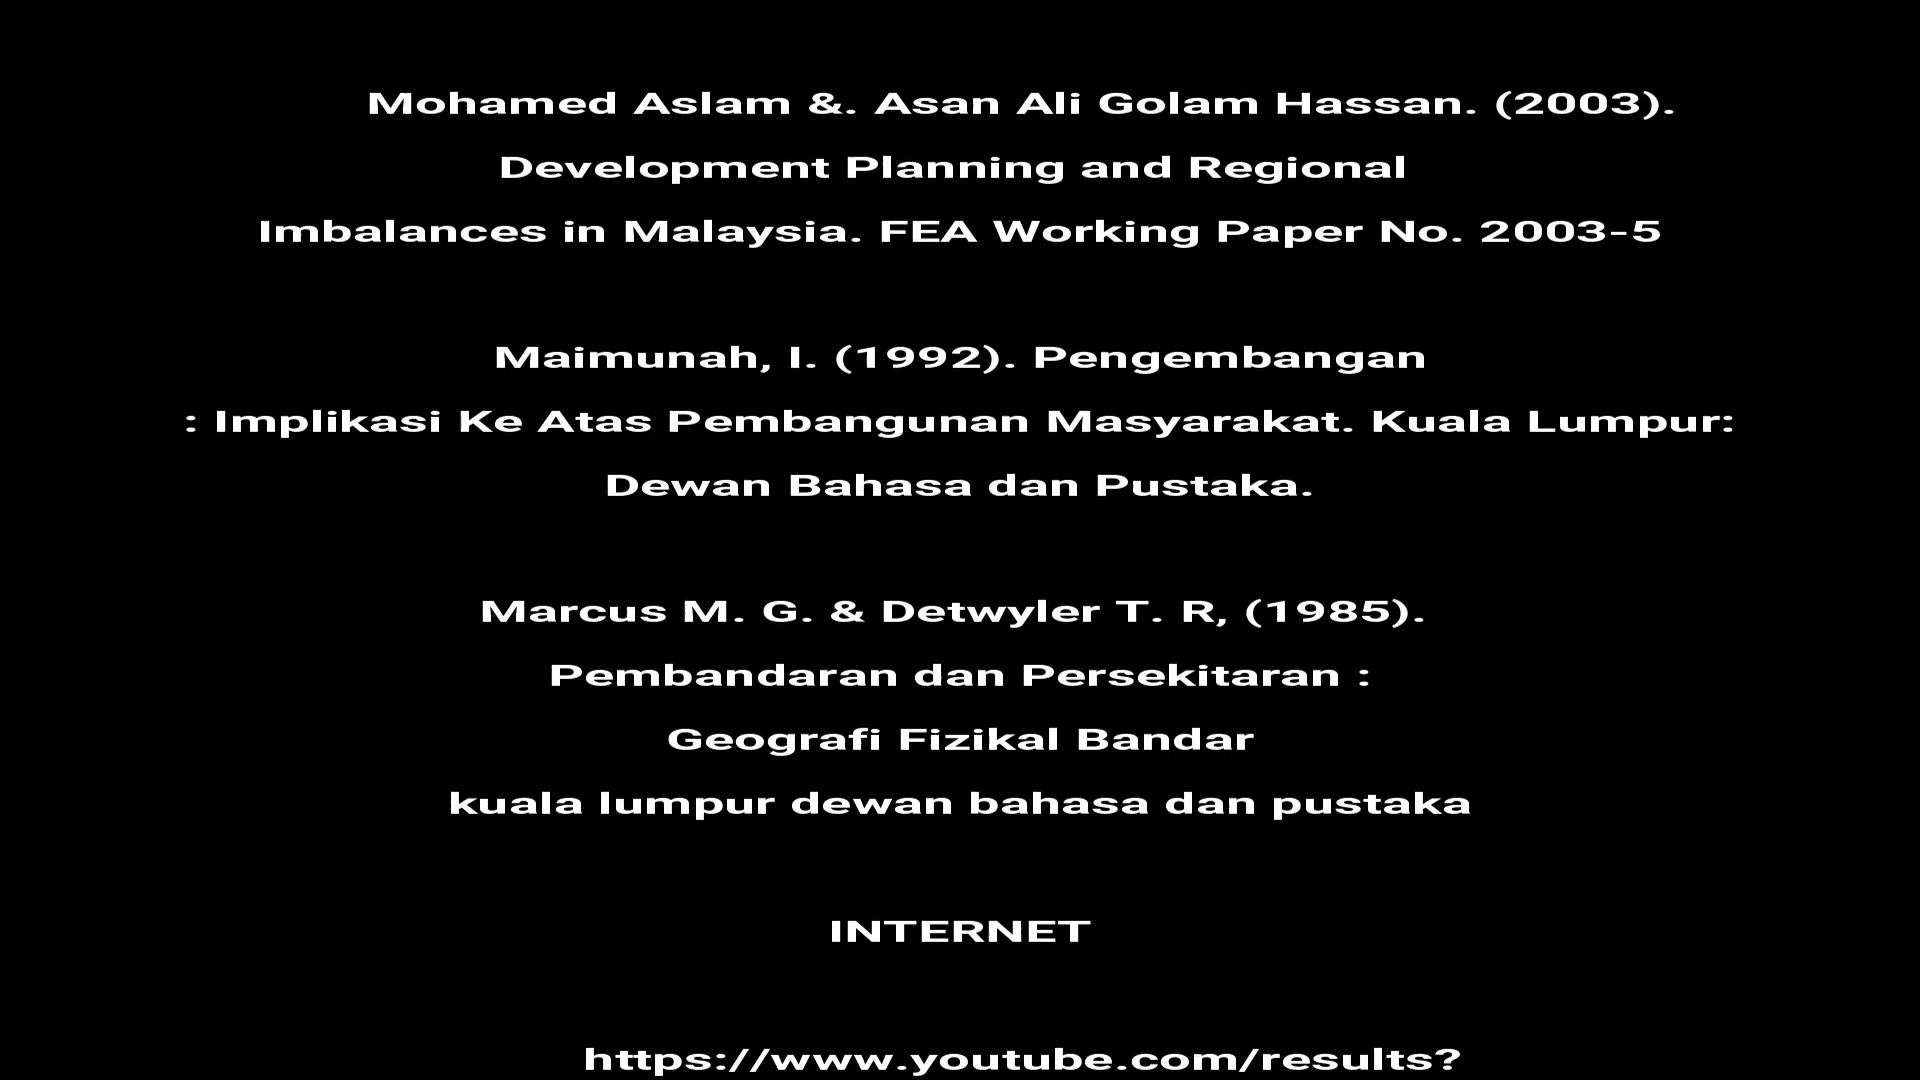 Mohamed Aslam &. Asan Ali Golam Hassan. (2003).
Development Planning and Regional
Imbalances in Malaysia. FEA Working Paper No. 2003-5
Maimunah, I. (1992). Pengembangan
: Implikasi Ke Atas Pembangunan Masyarakat. Kuala Lumpur:
Dewan Bahasa dan Pustaka.
Marcus M. G. & Detwyler T. R, (1985).
Pembandaran dan Persekitaran :
Geografi Fizikal Bandar
kuala lumpur dewan bahasa dan pustaka
INTERNET
https://www.youtube.com/results?